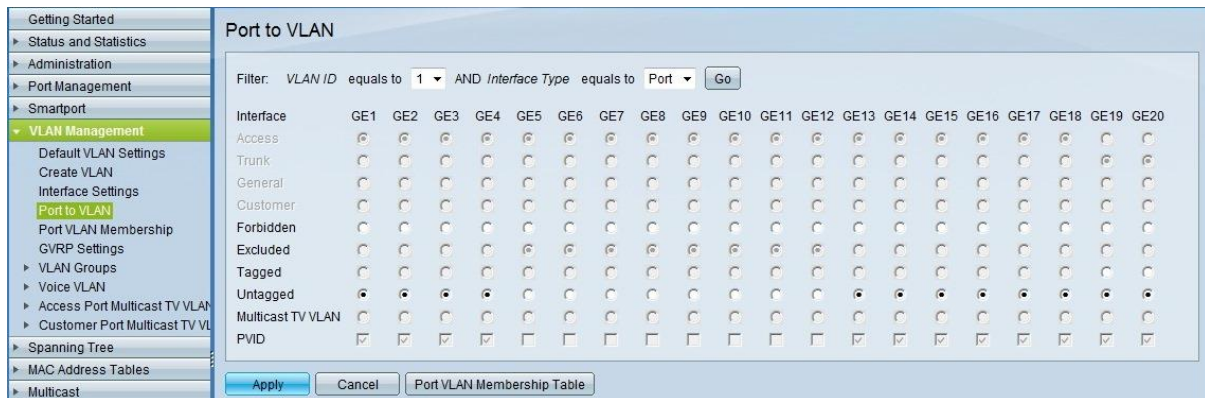 Getting Started
Status and Statistics
Administration
Port Management
Smartport
VLAN Management
Default VLAN Settings
Create VLAN
Interface Settings
Port to VLAN
Port VLAN Membership
GVRP Settings
VLAN Groups
Voice VLAN
Access Port Multicast TV VLAN
Customer Port Multicast TV VL
Spanning Tree
MAC Address Tables
Multicast
Port to VLAN
Filter: VLAN ID equals to 1 AND Interface Type equals to Port Go
Interface GE1 GE2 GE3 GE4 GE5 GE6 GE7 GE8 GE9 GE10 GE11 GE12 GE13 GE14 GE15 GE16 GE17 GE18 GE19 GE20
Access
Trunk
General
Customer
Forbidden
Excluded
Tagged
Untagged
Multicast TV VLAN
PVID
Apply Cancel Port VLAN Membership Table